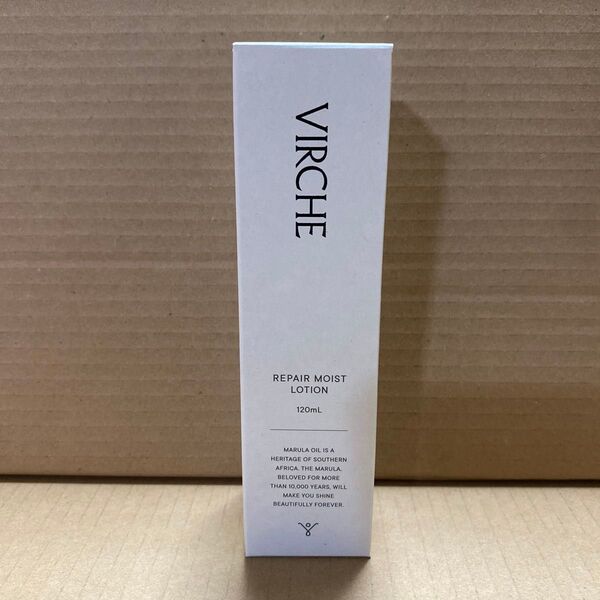 VIRCHE
REPAIR MOIST
LOTION
120mL
MARULA OIL IS A
HERITAGE OF SOUTHERN
AFRICA. THE MARULA,
BELOVED FOR MORE
THAN 10,000 YEARS, WILL
MAKE YOU SHINE
BEAUTIFULLY FOREVER.